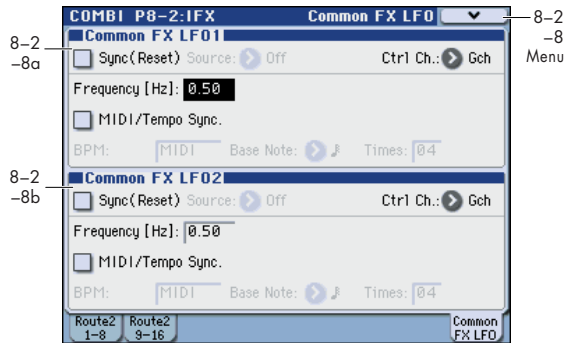 COMBI P8-2:IFX Common FX LFO
8–2
–8
Menu
Common FX LFO1
8–2
–8a
Sync(Reset) Source: Off Ctrl Ch.: Gch
Frequency [Hz]: 0.50
MIDI/Tempo Sync.
BPM: MIDI Base Note: ♪ Times: 04
Common FX LFO2
8–2
–8b
Sync(Reset) Source: Off Ctrl Ch.: Gch
Frequency [Hz]: 0.50
MIDI/Tempo Sync.
BPM: MIDI Base Note: ♪ Times: 04
Route2 1-8
Route2 9-16
Common FX LFO